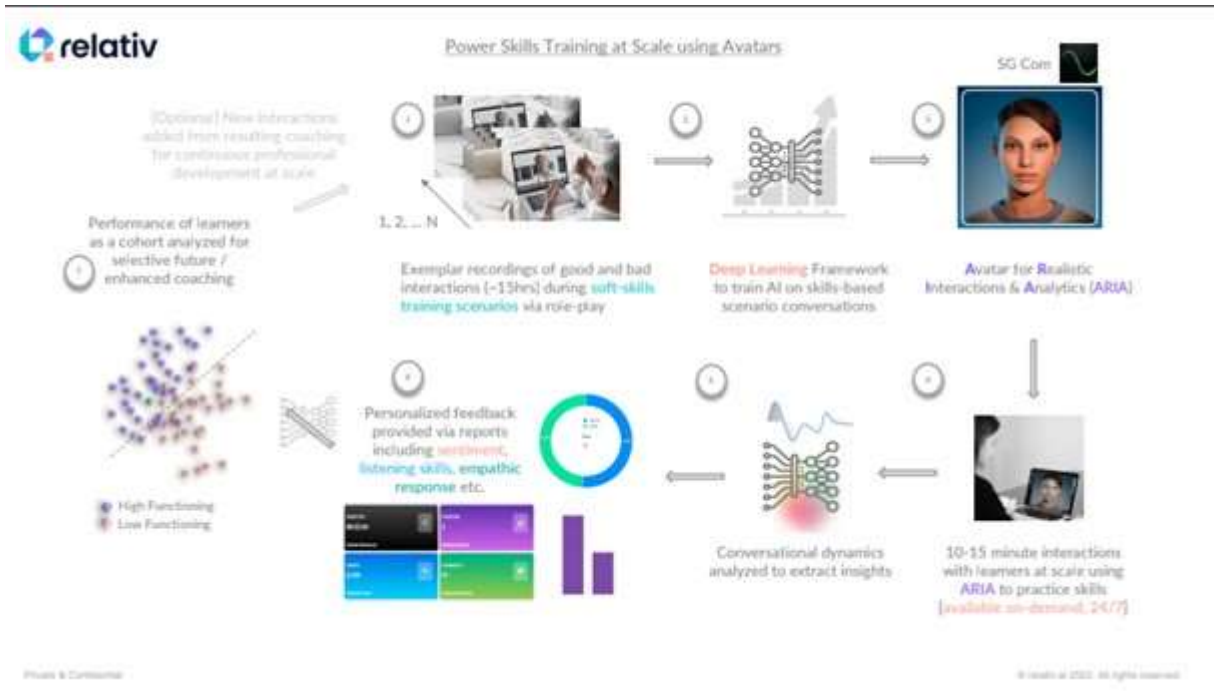 relativ
Power Skills Training at Scale using Avatars
SG Com
[Optional] New interactions
added from resulting coaching
for continuous professional
development at scale
Performance of learners
as a cohort analyzed for
selective future /
enhanced coaching
1, 2, ... N
Exemplar recordings of good and bad
interactions (~15hrs) during soft-skills
training scenarios via role-play
Deep Learning Framework
to train AI on skills-based
scenario conversations
Avatar for Realistic
Interactions & Analytics (ARIA)
10-15 minute interactions
with learners at scale using
ARIA to practice skills
[available on-demand, 24/7]
Conversational dynamics
analyzed to extract insights
Personalized feedback
provided via reports
including sentiment,
listening skills, empathic
response etc.
High Functioning
Low Functioning
Private & Confidential
All rights reserved